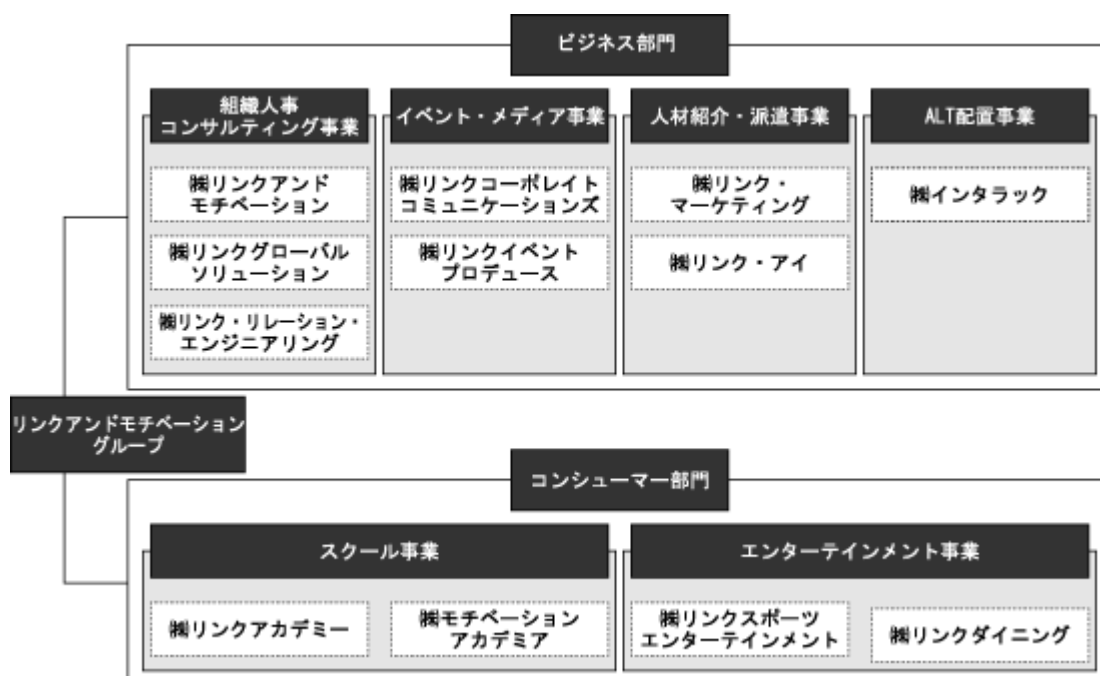 ビジネス部門
組織人事
コンサルティング事業
㈱リンクアンド
モチベーション
㈱リンクグローバル
ソリューション
㈱リンク・リレーション・
エンジニアリング
イベント・メディア事業
㈱リンクコーポレイト
コミュニケーションズ
㈱リンクイベント
プロデュース
人材紹介・派遣事業
㈱リンク・
マーケティング
㈱リンク・アイ
ALT配置事業
㈱インタラック
リンクアンドモチベーション
グループ
コンシューマー部門
スクール事業
㈱リンクアカデミー
㈱モチベーション
アカデミア
エンターテインメント事業
㈱リンクスポーツ
エンターテインメント
㈱リンクダイニング